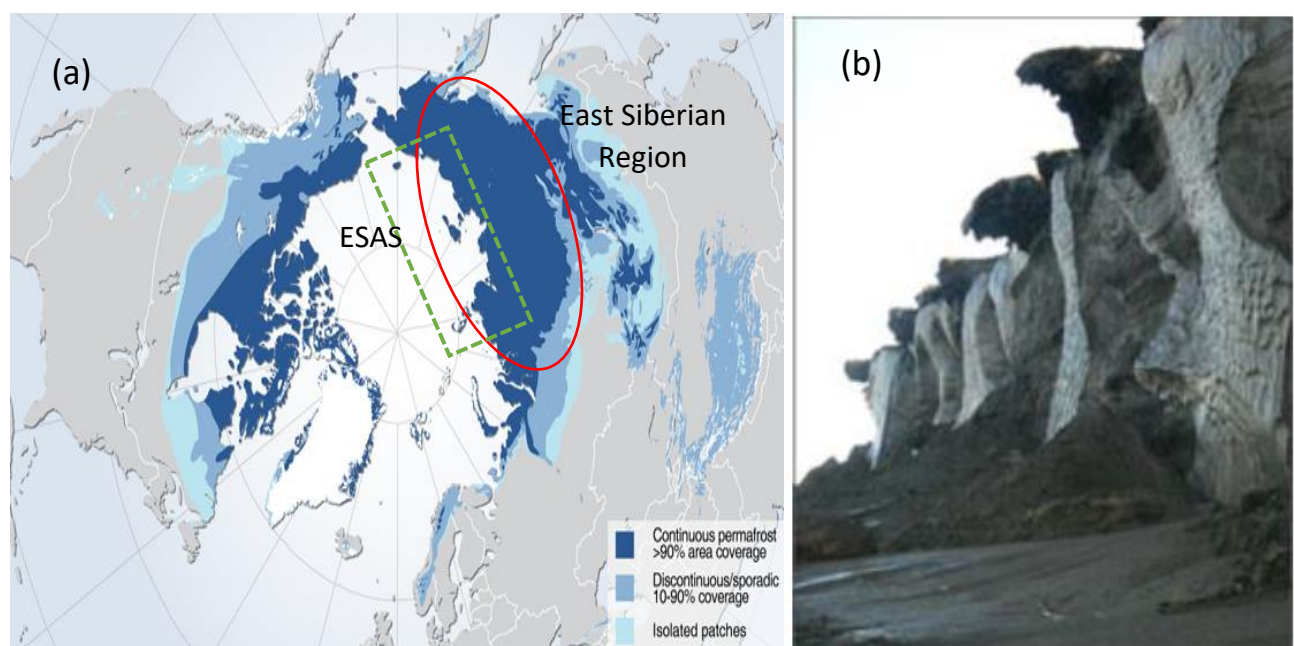 (a)
East Siberian
Region
ESAS
Continuous permafrost
>90% area coverage
Discontinuous/sporadic
10-90% coverage
Isolated patches
(b)